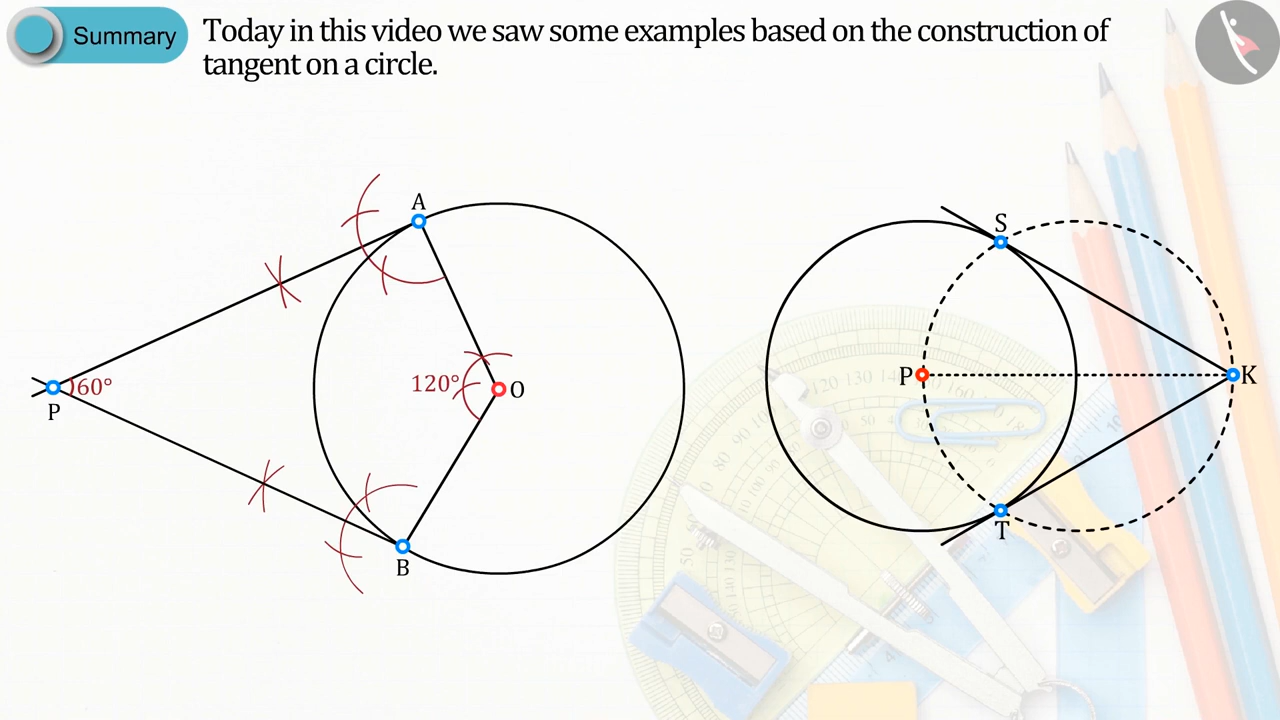 Summary
Today in this video we saw some examples based on the construction of
tangent on a circle.
A
S
60°
P
120°
O
P
K
B
T